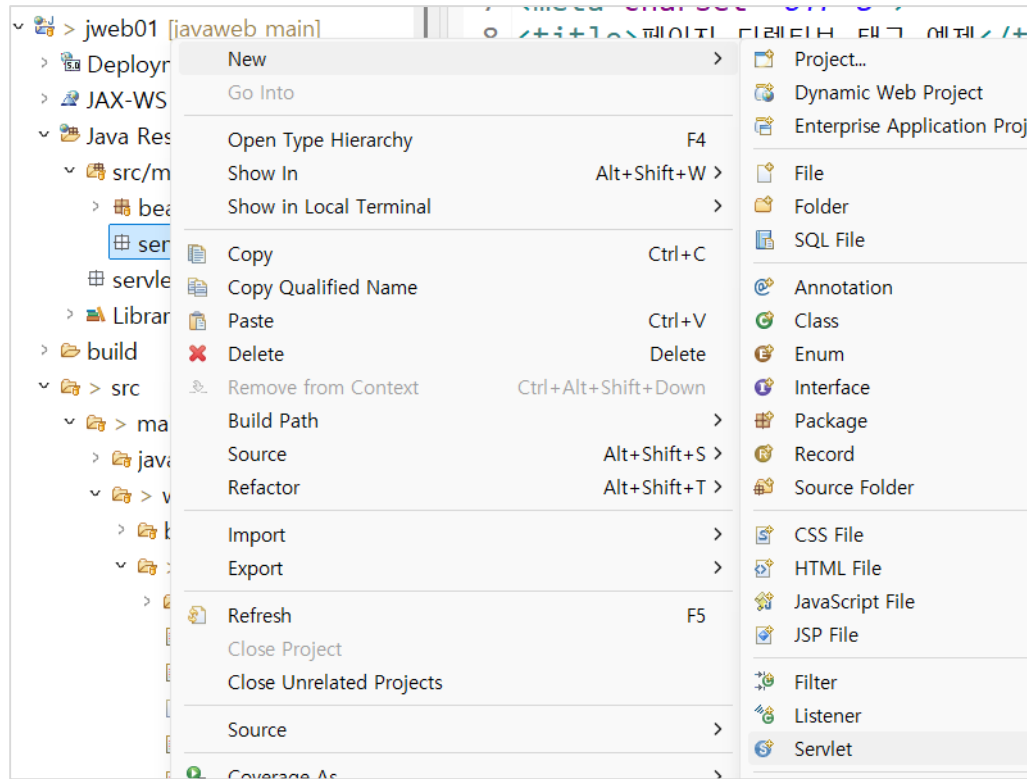 > jweb01 [javaweb main]
JAX-WS
Java Res
src/m
bea
ser
servle
Librar
build
> src
> ma
java
New
Go Into
Open Type Hierarchy F4
Show In Alt+Shift+W
Show in Local Terminal
Copy Ctrl+C
Copy Qualified Name
Paste Ctrl+V
Delete Delete
Remove from Context Ctrl+Alt+Shift+Down
Build Path
Source Alt+Shift+S
Refactor Alt+Shift+T
Import
Export
Refresh F5
Close Project
Close Unrelated Projects
Source
Coverage As
Project...
Dynamic Web Project
Enterprise Application Proj
File
Folder
SQL File
Annotation
Class
Enum
Interface
Package
Record
Source Folder
CSS File
HTML File
JavaScript File
JSP File
Filter
Listener
Servlet